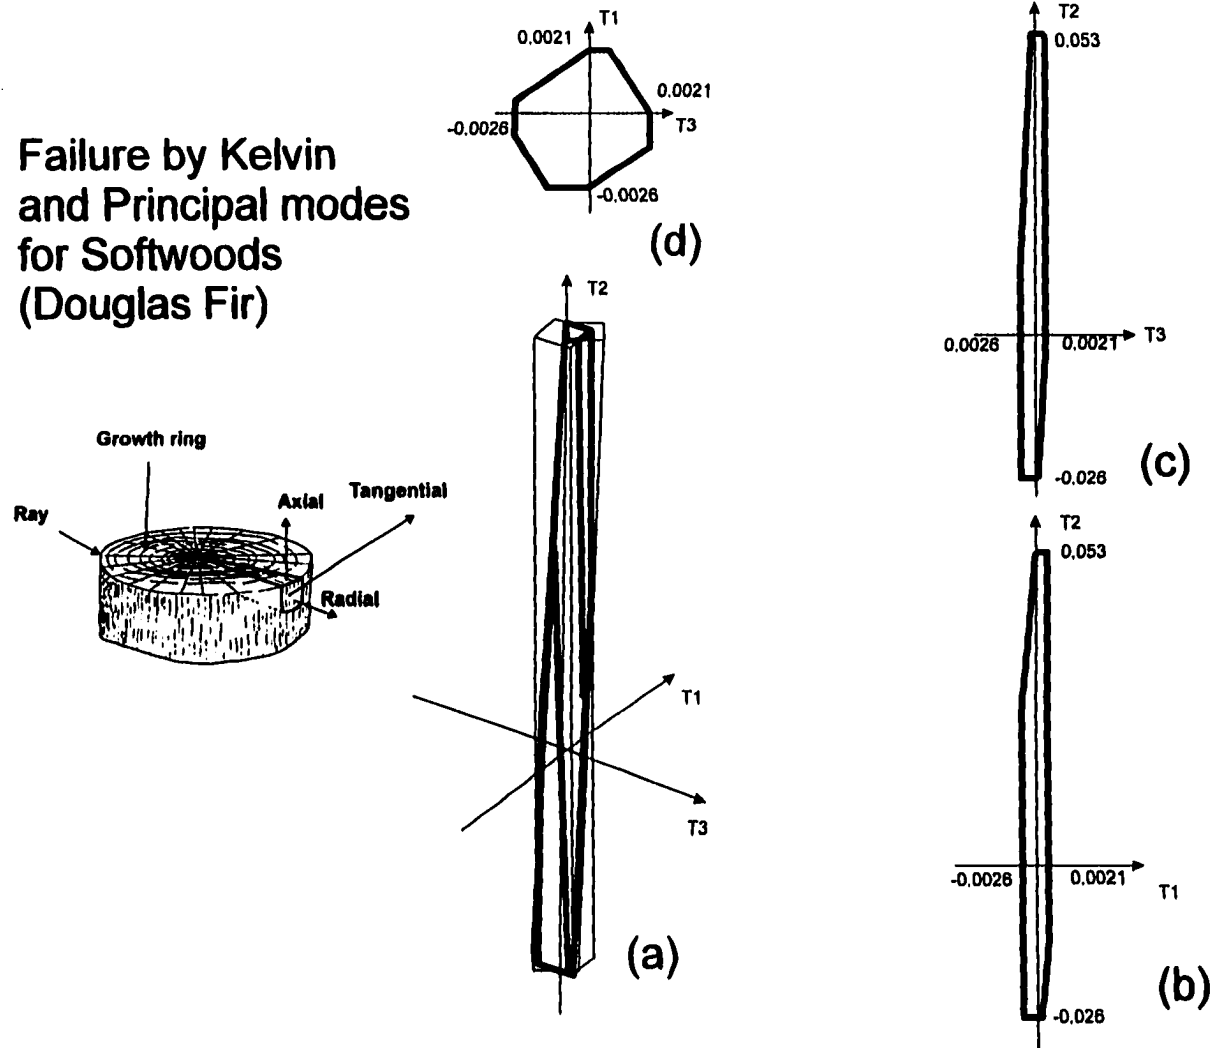 Failure by Kelvin
and Principal modes
for Softwoods
(Douglas Fir)
T1
0.0021
0.0021
T3
-0.0026
-0.0026
(d)
T2
0.053
0.0026
0.0021
T3
-0.026
(c)
Growth ring
Ray
Axial
Tangential
Radial
T2
T1
T3
(a)
T2
0.053
-0.0026
0.0021
T1
-0.026
(b)